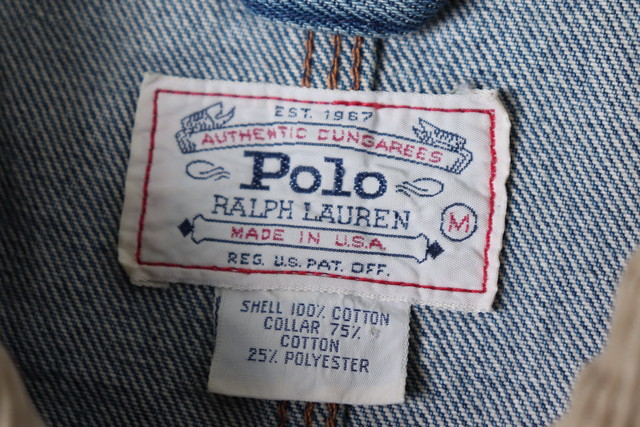 EST. 1967
AUTHENTIC DUNGAREES
Polo
RALPH LAUREN
M
MADE IN U.S.A.
REG. U.S. PAT. OFF.
SHELL 100% COTTON
COLLAR 75%
COTTON
25% POLYESTER